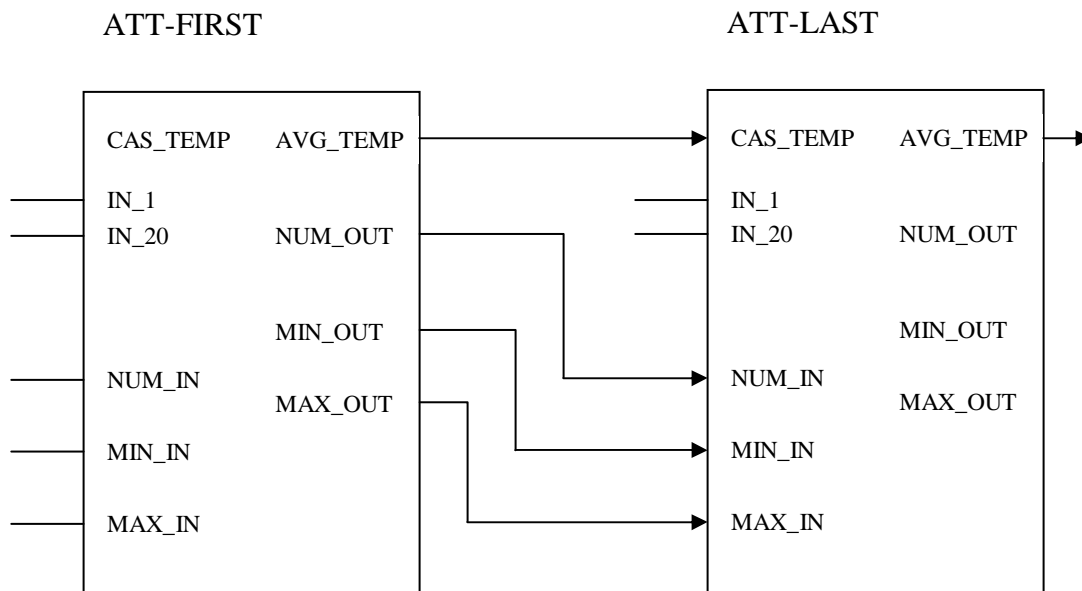 ATT-FIRST
ATT-LAST
CAS_TEMP AVG_TEMP
IN_1
IN_20 NUM_OUT
MIN_OUT
NUM_IN
MAX_OUT
MIN_IN
MAX_IN
CAS_TEMP AVG_TEMP
IN_1
IN_20 NUM_OUT
MIN_OUT
NUM_IN
MAX_OUT
MIN_IN
MAX_IN